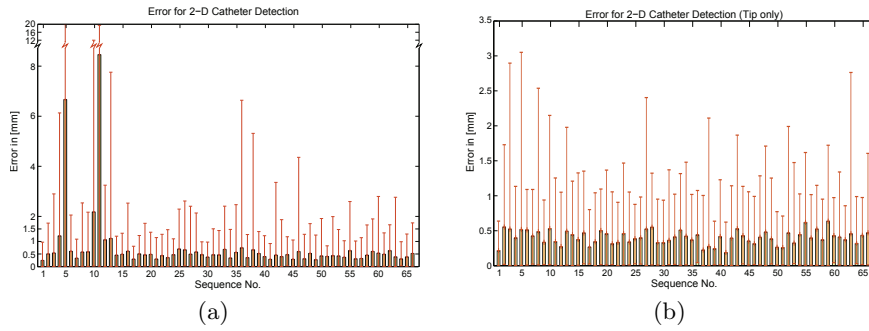 Error for 2-D Catheter Detection
20
16
12
8
6
4
2
1.5
1
0.5
0
Error in [mm]
1 5 10 15 20 25 30 35 40 45 50 55 60 65
Sequence No.
(a)
Error for 2-D Catheter Detection (Tip only)
3.5
3
2.5
2
1.5
1
0.5
0
Error in [mm]
1 5 10 15 20 25 30 35 40 45 50 55 60 65
Sequence No.
(b)